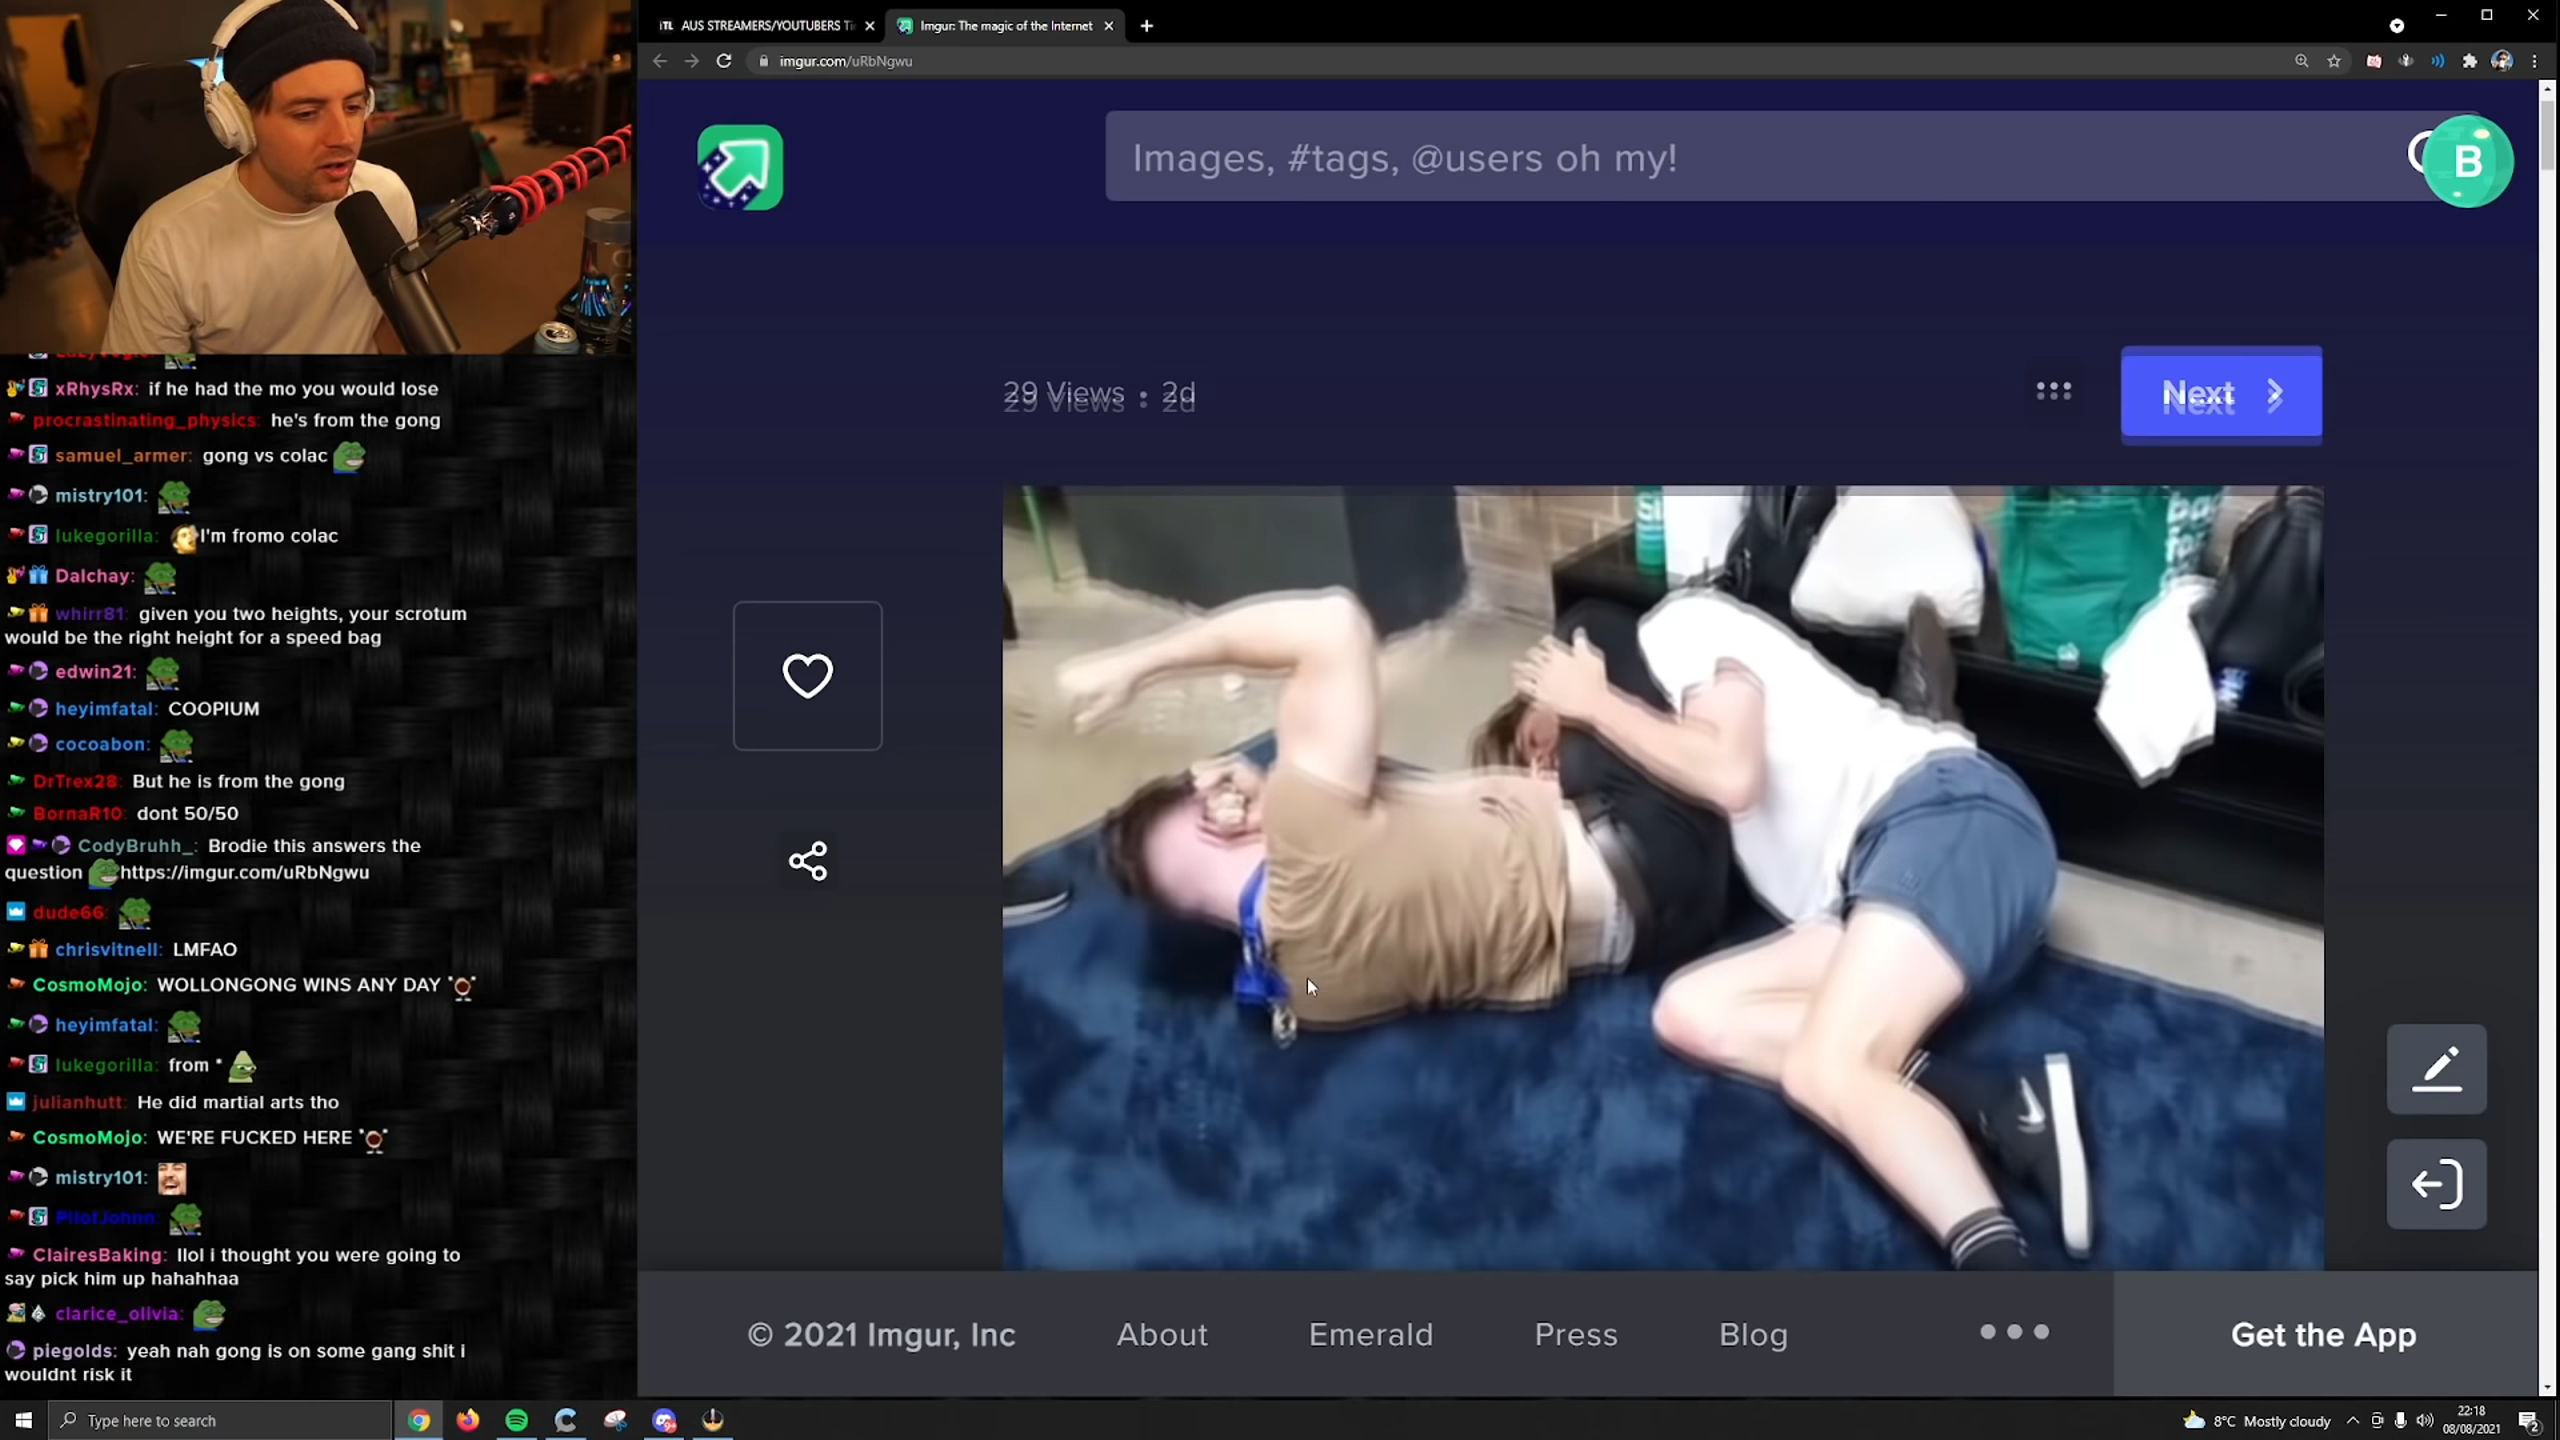 AUS STREAMERS/YOUTUBERS Ti
Imgur: The magic of the Internet
imgur.com/uRbNgwu
Images, #tags, @users oh my!
B
29 Views • 2d
Next
xRhysRx: if he had the mo you would lose
procrastinating_physics: he's from the gong
samuel_armer: gong vs colac
mistry101:
lukegorilla: I'm fromo colac
Dalchay:
whirr81: given you two heights, your scrotum
would be the right height for a speed bag
edwin21:
heyimfatal: COOPIUM
cocoabon:
DrTrex28: But he is from the gong
BornaR10: dont 50/50
CodyBruhh_: Brodie this answers the
question https://imgur.com/uRbNgwu
dude66:
chrisvitnell: LMFAO
CosmoMojo: WOLLONGONG WINS ANY DAY
heyimfatal:
lukegorilla: from *
julianhutt: He did martial arts tho
CosmoMojo: WE'RE FUCKED HERE
mistry101:
PilotJohnn:
ClairesBaking: llol i thought you were going to
say pick him up hahahhaa
clarice_olivia:
piegolds: yeah nah gong is on some gang shit i
wouldnt risk it
© 2021 Imgur, Inc
About
Emerald
Press
Blog
Get the App
Type here to search
8°C Mostly cloudy
22:18
08/08/2021